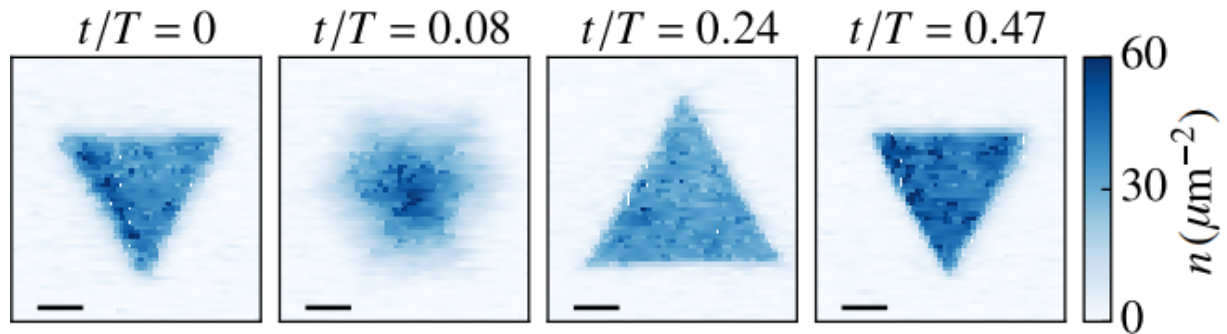 t/T = 0
t/T = 0.08
t/T = 0.24
t/T = 0.47
60
30
0
n(μm⁻²)